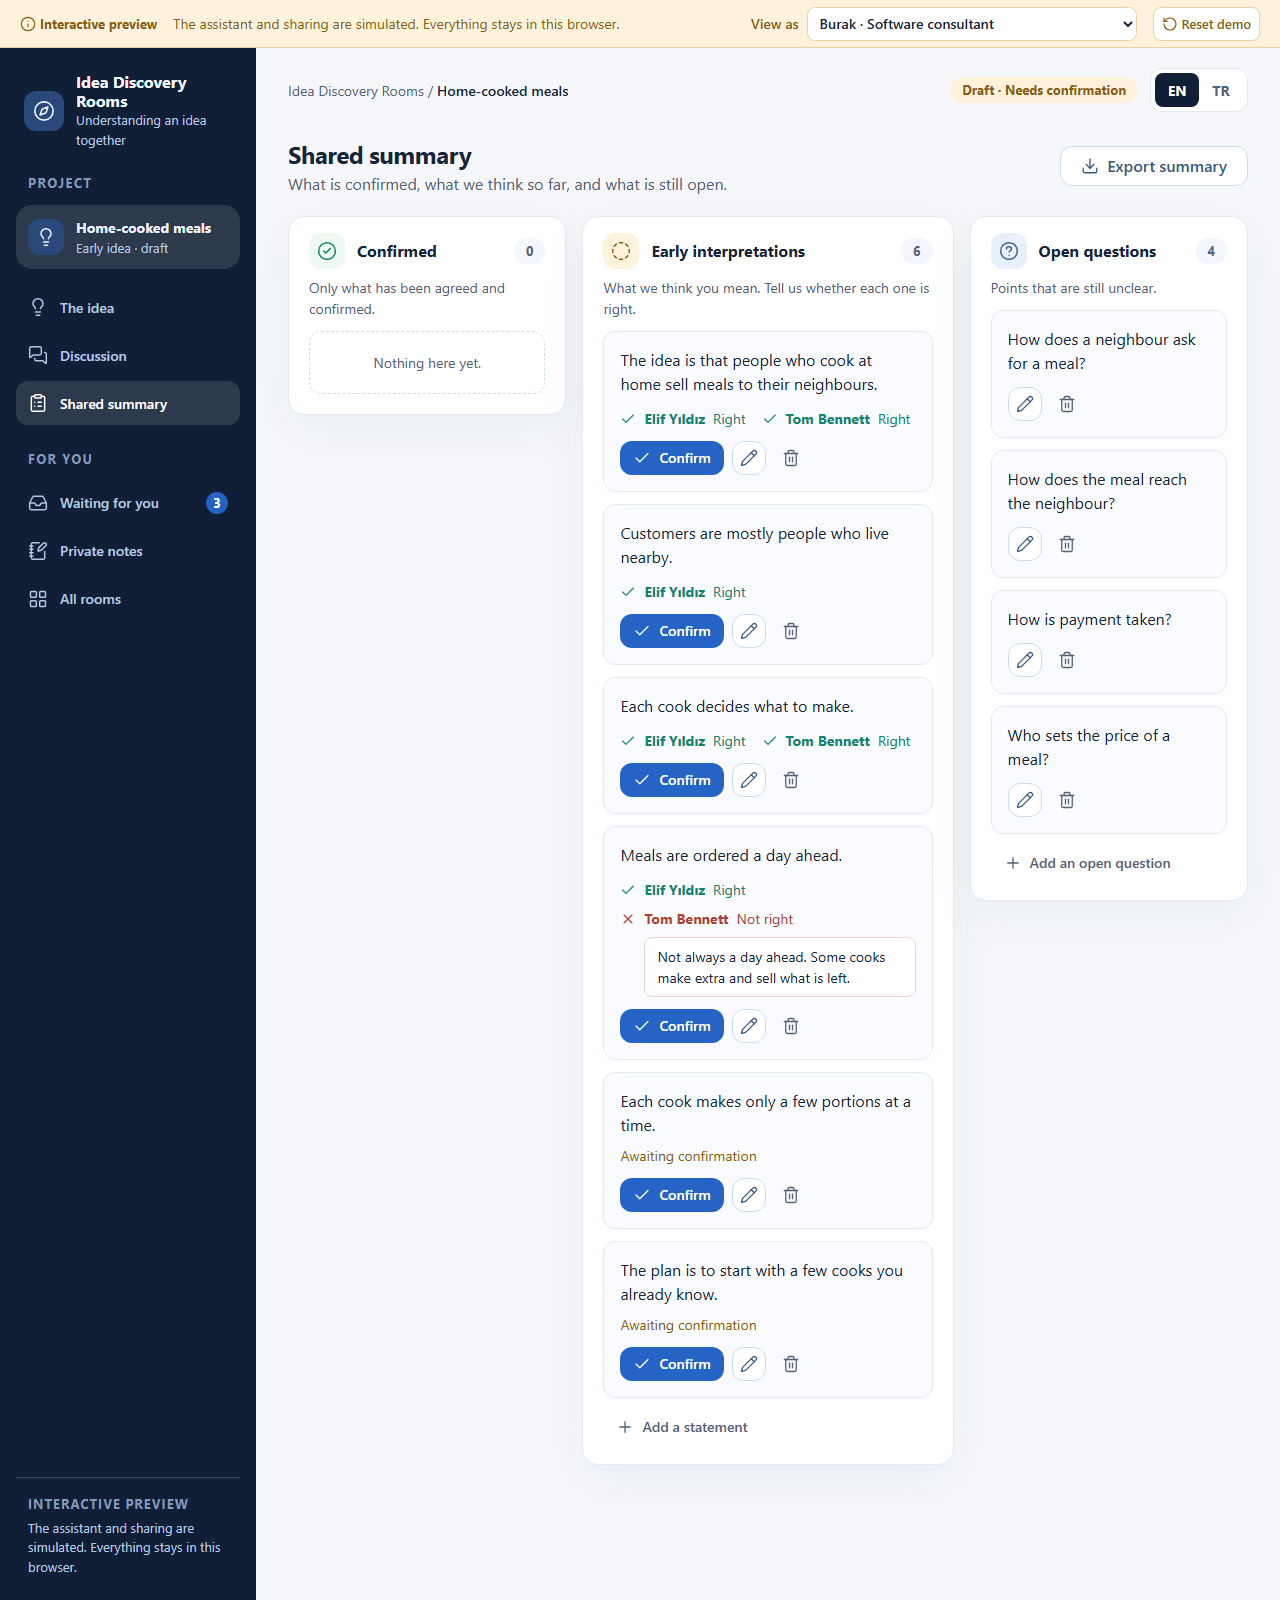 Interactive preview
The assistant and sharing are simulated. Everything stays in this browser.
View as
Burak · Software consultant
Reset demo
Idea Discovery
Rooms
Understanding an idea
together
PROJECT
Home-cooked meals
Early idea · draft
The idea
Discussion
Shared summary
FOR YOU
Waiting for you
3
Private notes
All rooms
INTERACTIVE PREVIEW
The assistant and sharing are
simulated. Everything stays in this
browser.
Idea Discovery Rooms / Home-cooked meals
Draft · Needs confirmation
EN
TR
Shared summary
What is confirmed, what we think so far, and what is still open.
Export summary
Confirmed
0
Only what has been agreed and
confirmed.
Nothing here yet.
Early interpretations
6
What we think you mean. Tell us whether each one is
right.
The idea is that people who cook at
home sell meals to their neighbours.
Elif Yıldız Right Tom Bennett Right
Confirm
Customers are mostly people who live
nearby.
Elif Yıldız Right
Confirm
Each cook decides what to make.
Elif Yıldız Right Tom Bennett Right
Confirm
Meals are ordered a day ahead.
Elif Yıldız Right
Tom Bennett Not right
Not always a day ahead. Some cooks
make extra and sell what is left.
Confirm
Each cook makes only a few portions at a
time.
Awaiting confirmation
Confirm
The plan is to start with a few cooks you
already know.
Awaiting confirmation
Confirm
Add a statement
Open questions
4
Points that are still unclear.
How does a neighbour ask
for a meal?
How does the meal reach
the neighbour?
How is payment taken?
Who sets the price of a
meal?
Add an open question